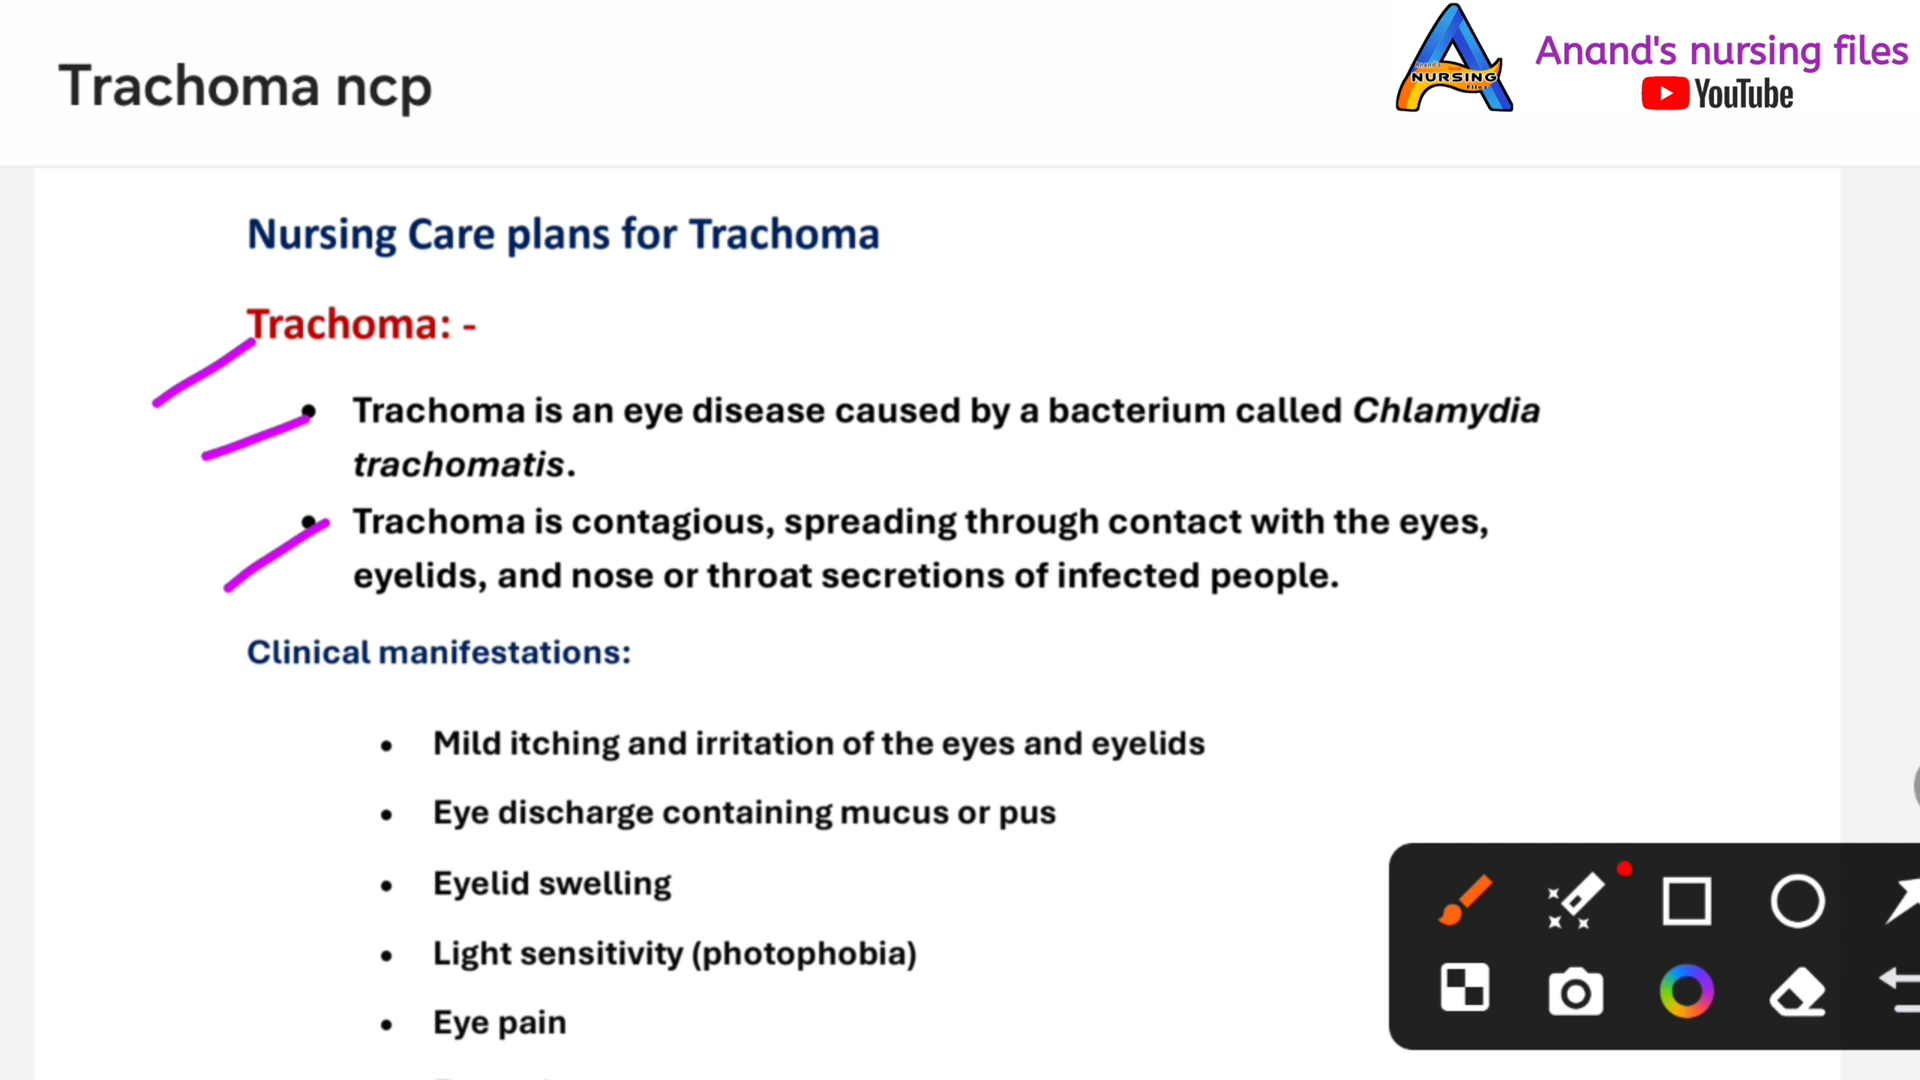 Trachoma ncp
Anand's
NURSING
Files
Anand's nursing files
YouTube
Nursing Care plans for Trachoma
Trachoma: -
• Trachoma is an eye disease caused by a bacterium called Chlamydia
trachomatis.
• Trachoma is contagious, spreading through contact with the eyes,
eyelids, and nose or throat secretions of infected people.
Clinical manifestations:
• Mild itching and irritation of the eyes and eyelids
• Eye discharge containing mucus or pus
• Eyelid swelling
• Light sensitivity (photophobia)
• Eye pain